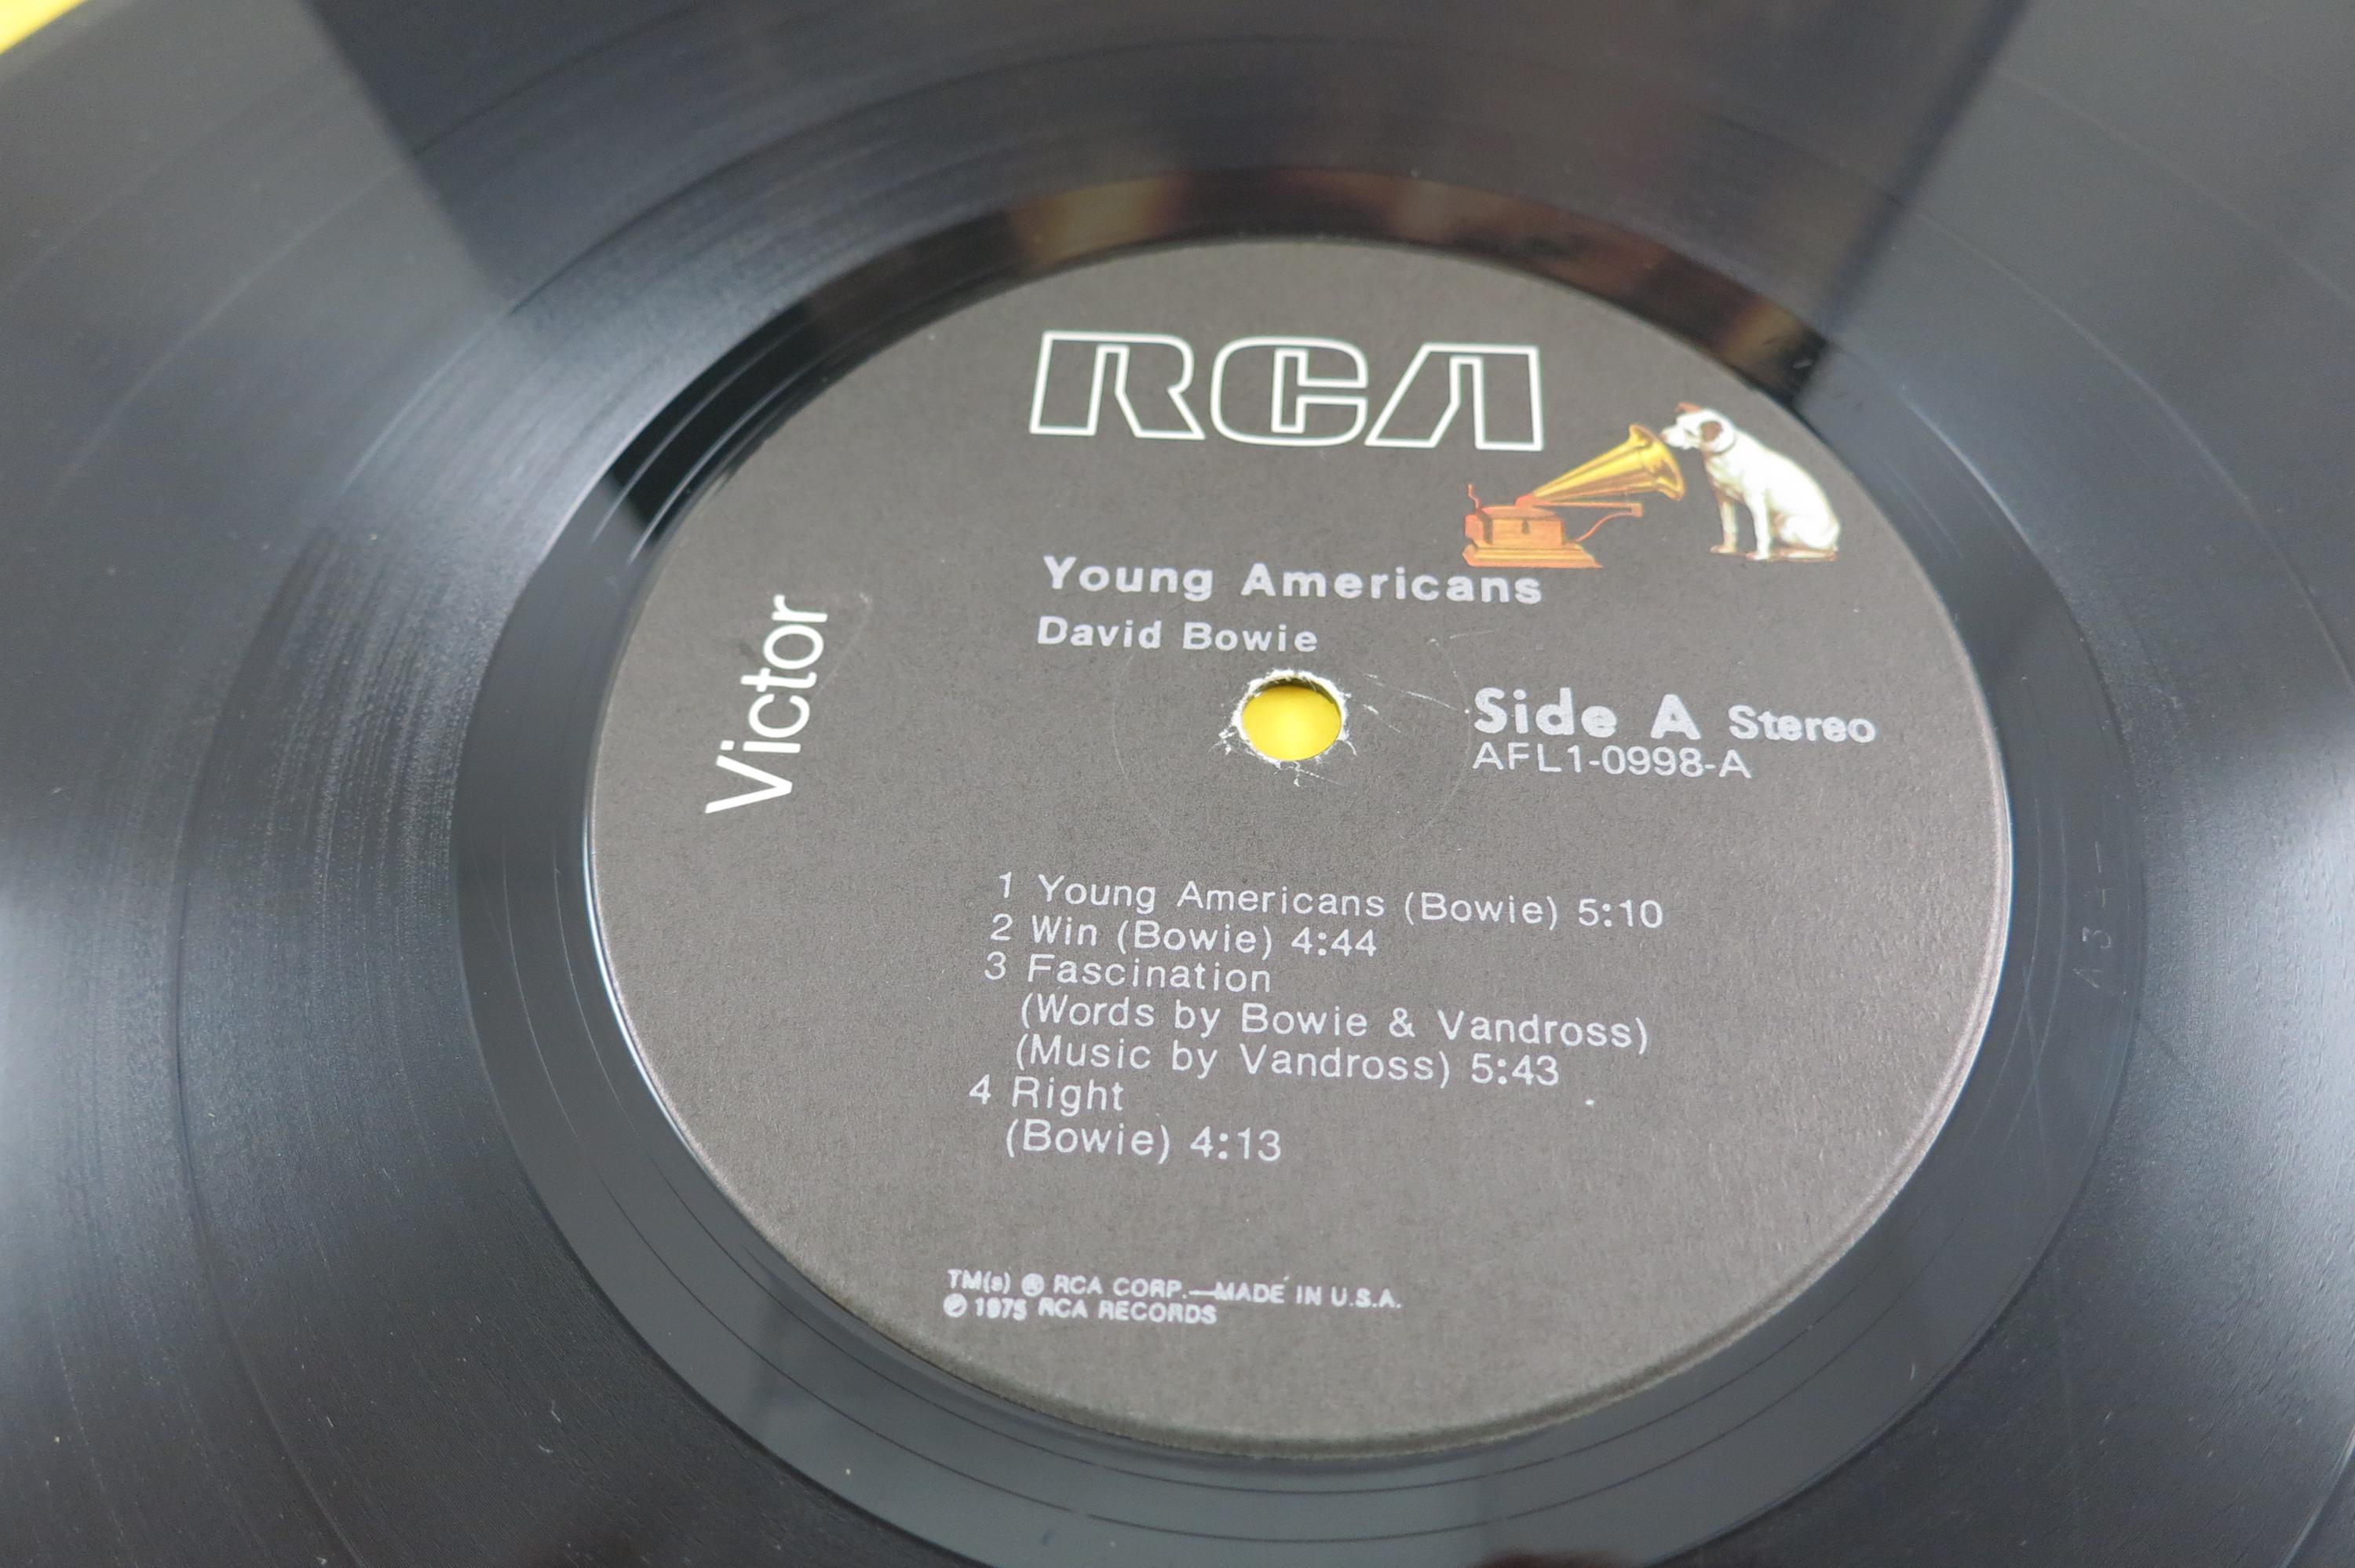 RCA
Victor
Young Americans
David Bowie
Side A Stereo
AFL1-0998-A
1 Young Americans (Bowie) 5:10
2 Win (Bowie) 4:44
3 Fascination
(Words by Bowie & Vandross)
(Music by Vandross) 5:43
4 Right
(Bowie) 4:13
TM(s) ® RCA CORP.—MADE IN U.S.A.
℗ 1975 RCA RECORDS